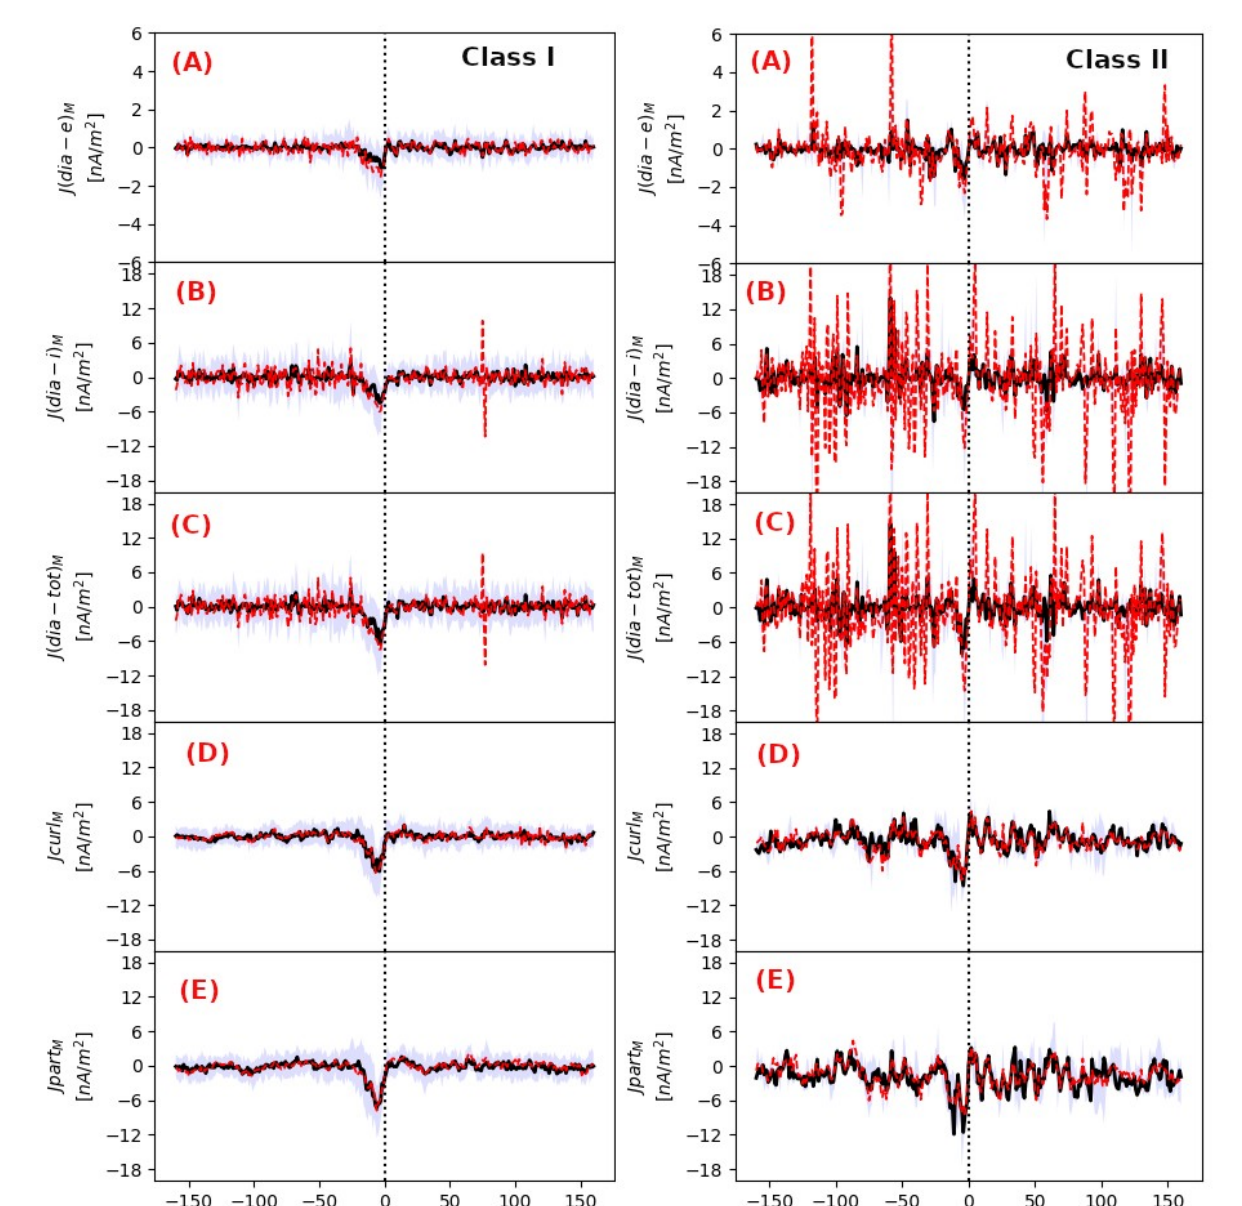 Class I
(A)
J(dia − e)M
[nA/m2]
6
4
2
0
−2
−4
−6
(B)
J(dia − i)M
[nA/m2]
18
12
6
0
−6
−12
−18
(C)
J(dia − tot)M
[nA/m2]
18
12
6
0
−6
−12
−18
(D)
JcurlM
[nA/m2]
18
12
6
0
−6
−12
−18
(E)
JpartM
[nA/m2]
18
12
6
0
−6
−12
−18
−150 −100 −50 0 50 100 150
Class II
(A)
J(dia − e)M
[nA/m2]
6
4
2
0
−2
−4
−6
(B)
J(dia − i)M
[nA/m2]
18
12
6
0
−6
−12
−18
(C)
J(dia − tot)M
[nA/m2]
18
12
6
0
−6
−12
−18
(D)
JcurlM
[nA/m2]
18
12
6
0
−6
−12
−18
(E)
JpartM
[nA/m2]
18
12
6
0
−6
−12
−18
−150 −100 −50 0 50 100 150